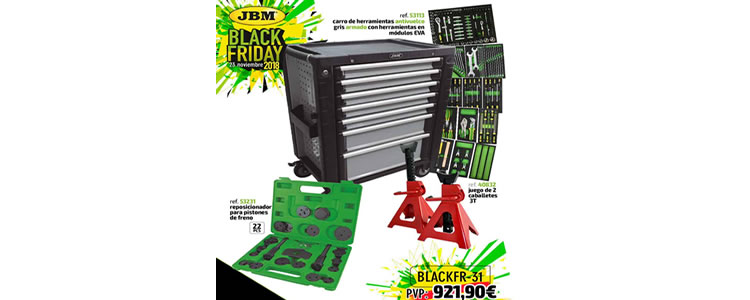 JBM
BLACK
FRIDAY
23 noviembre 2018
ref. 53113
carro de herramientas antivuelco
gris armado con herramientas en
módulos EVA
ref. 53231
reposicionador
para pistones
de freno
22
PCS
ref. 40832
juego de 2
caballetes
3T
BLACKFR-31
PVP: 921,90€